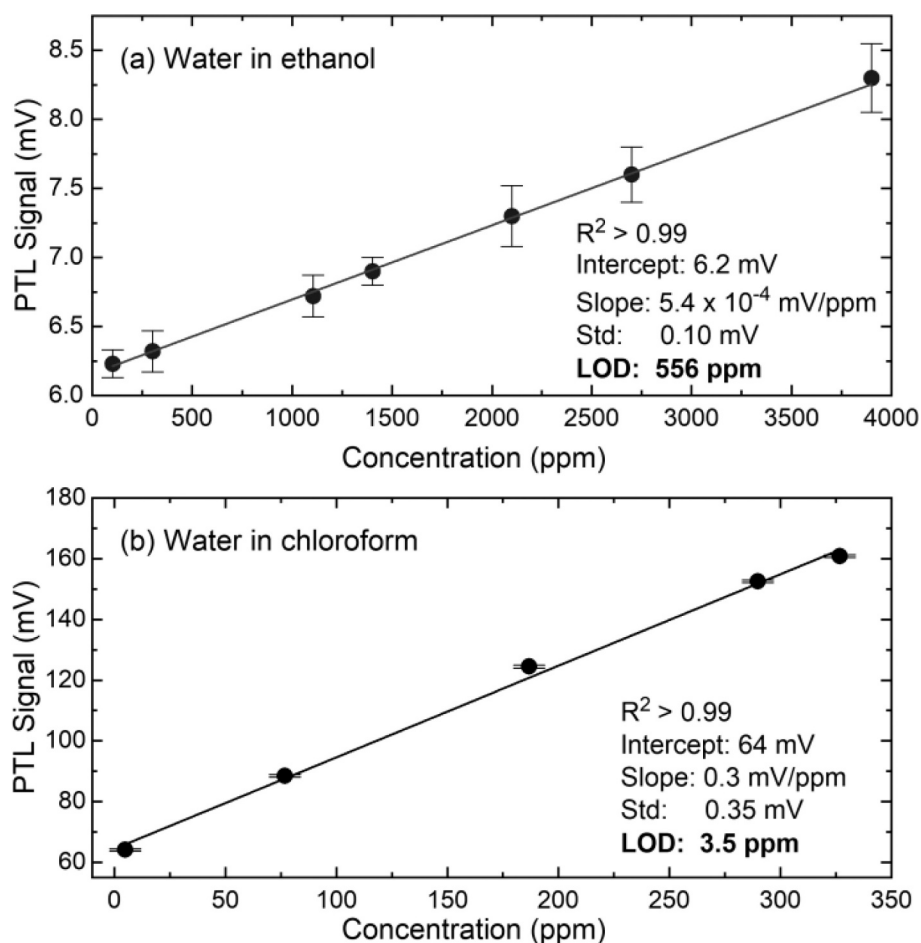 (a) Water in ethanol
PTL Signal (mV)
8.5
8.0
7.5
7.0
6.5
6.0
R² > 0.99
Intercept: 6.2 mV
Slope: 5.4 x 10⁻⁴ mV/ppm
Std: 0.10 mV
LOD: 556 ppm
0 500 1000 1500 2000 2500 3000 3500 4000
Concentration (ppm)
(b) Water in chloroform
PTL Signal (mV)
180
160
140
120
100
80
60
R² > 0.99
Intercept: 64 mV
Slope: 0.3 mV/ppm
Std: 0.35 mV
LOD: 3.5 ppm
0 50 100 150 200 250 300 350
Concentration (ppm)